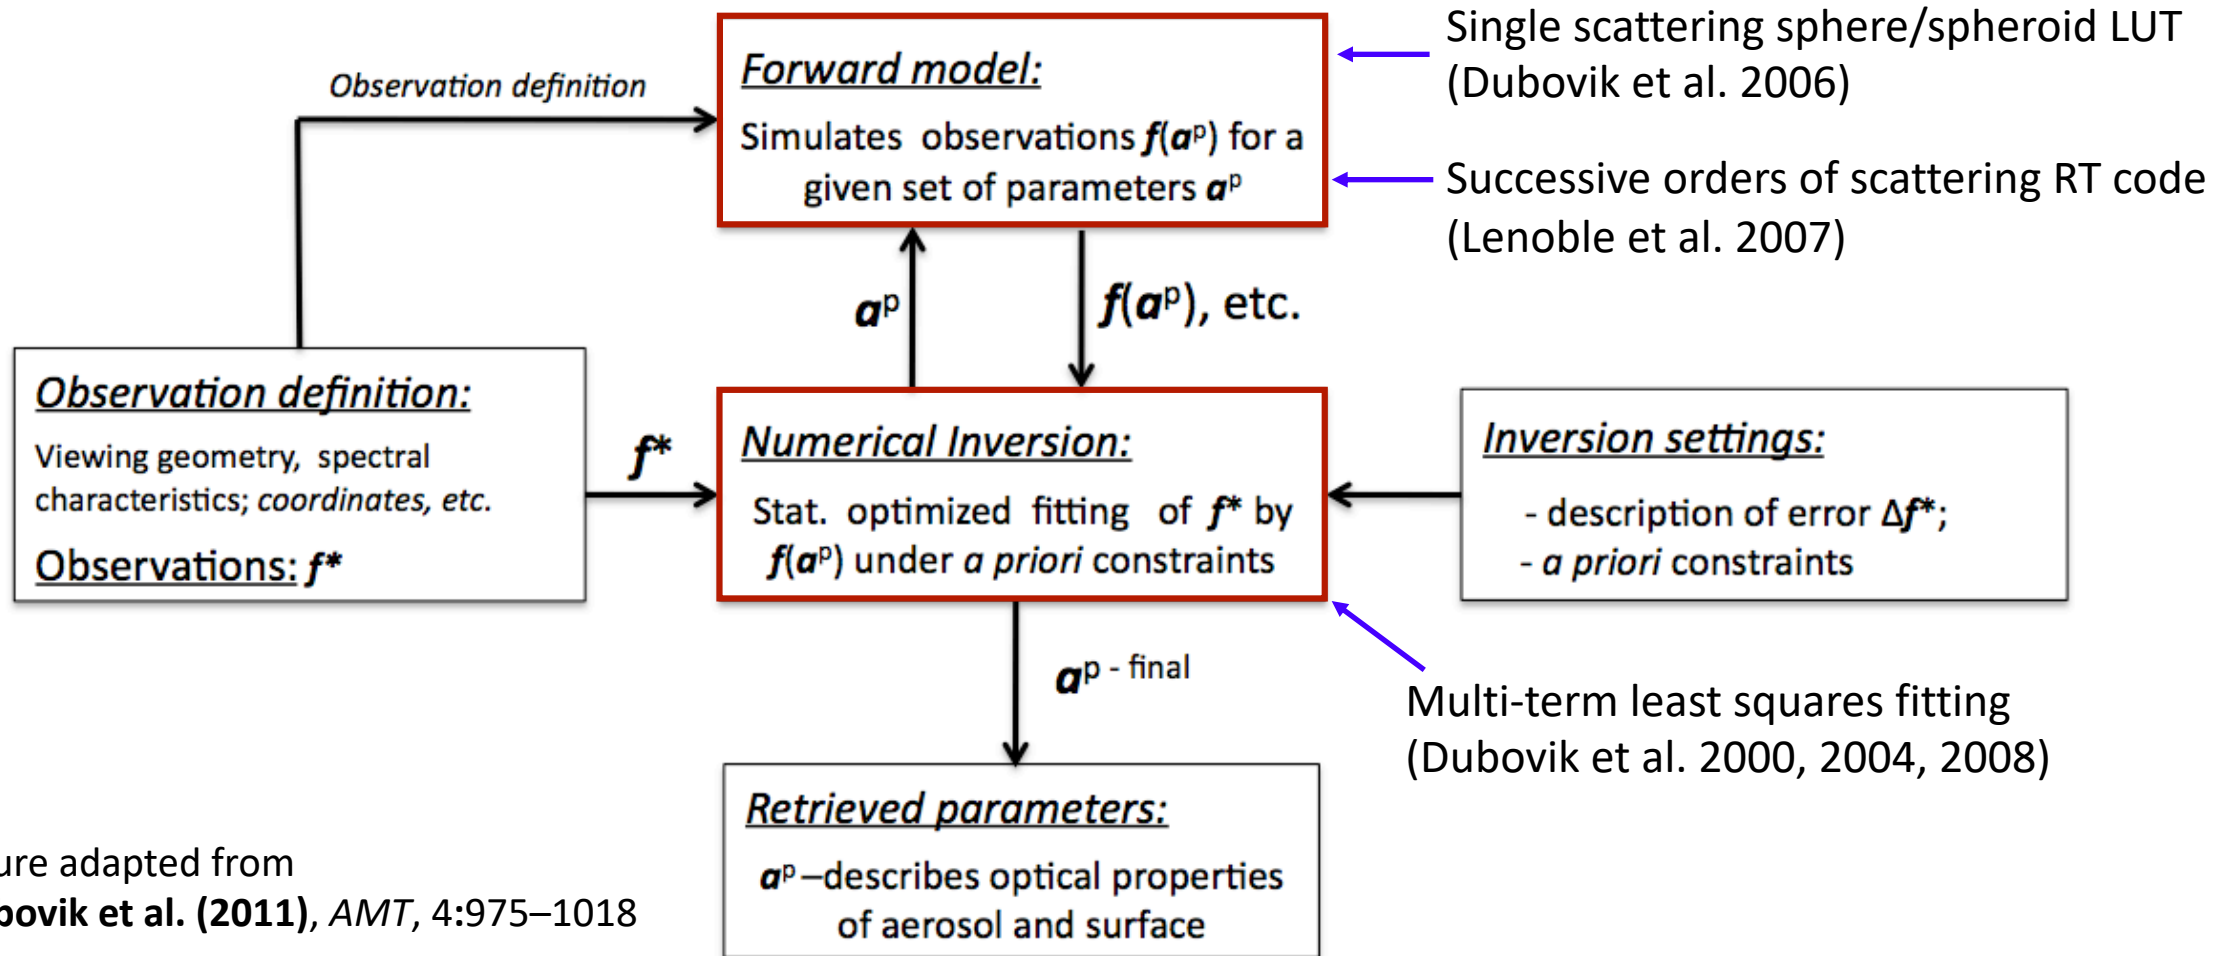 Single scattering sphere/spheroid LUT
(Dubovik et al. 2006)
Observation definition
Forward model:
Simulates observations f(aᵖ) for a
given set of parameters aᵖ
Successive orders of scattering RT code
(Lenoble et al. 2007)
aᵖ
f(aᵖ), etc.
Observation definition:
Viewing geometry, spectral
characteristics; coordinates, etc.
Observations: f*
f*
Numerical Inversion:
Stat. optimized fitting of f* by
f(aᵖ) under a priori constraints
Inversion settings:
- description of error Δf*;
- a priori constraints
aᵖ ⁻ ᶠⁱⁿᵃˡ
Multi-term least squares fitting
(Dubovik et al. 2000, 2004, 2008)
Retrieved parameters:
aᵖ –describes optical properties
of aerosol and surface
ure adapted from
bovik et al. (2011), AMT, 4:975–1018